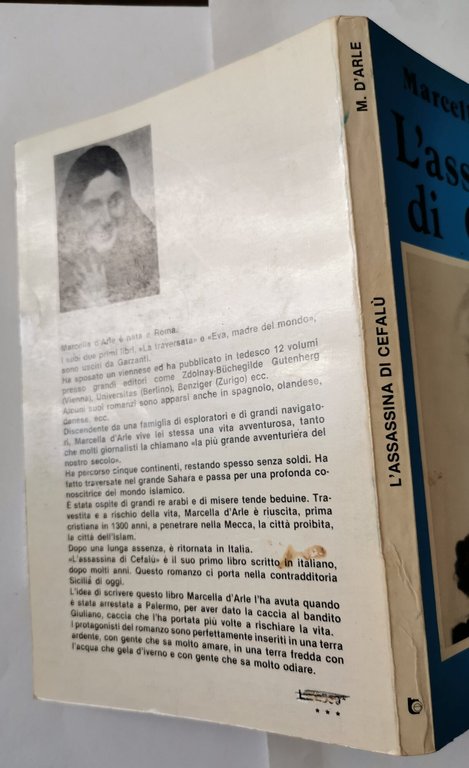 Marcella d'Arle è nata a Roma.
I suoi due primi libri, «La traversata» e «Eva, madre del mondo»,
sono usciti da Garzanti.
Ha sposato un viennese ed ha pubblicato in tedesco 12 volumi
presso grandi editori come Zdolnay-Büchegilde Gutenberg
(Vienna), Universitas (Berlino), Benziger (Zurigo) ecc.
Alcuni suoi romanzi sono apparsi anche in spagnolo, olandese,
danese, ecc.
Discendente da una famiglia di esploratori e di grandi navigato-
ri, Marcella d'Arle vive lei stessa una vita avventurosa, tanto
che molti giornalisti la chiamano «la più grande avventuriera del
nostro secolo».
Ha percorso cinque continenti, restando spesso senza soldi. Ha
fatto traversate nel grande Sahara e passa per una profonda co-
noscitrice del mondo islamico.
È stata ospite di grandi re arabi e di misere tende beduine. Tra-
vestita e a rischio della vita, Marcella d'Arle è riuscita, prima
cristiana in 1300 anni, a penetrare nella Mecca, la città proibita,
la città dell'Islam.
Dopo una lunga assenza, è ritornata in Italia.
«L'assassina di Cefalù» è il suo primo libro scritto in italiano,
dopo molti anni. Questo romanzo ci porta nella contradditoria
Sicilia di oggi.
L'idea di scrivere questo libro Marcella d'Arle l'ha avuta quando
è stata arrestata a Palermo, per aver dato la caccia al bandito
Giuliano, caccia che l'ha portata più volte a rischiare la vita.
I protagonisti del romanzo sono perfettamente inseriti in una terra
ardente, con gente che sa molto amare, in una terra fredda con
l'acqua che gela d'iverno e con gente che sa molto odiare.
***
M. D'ARLE
L'ASSASSINA DI CEFALÙ
Marcell
L'ass
di